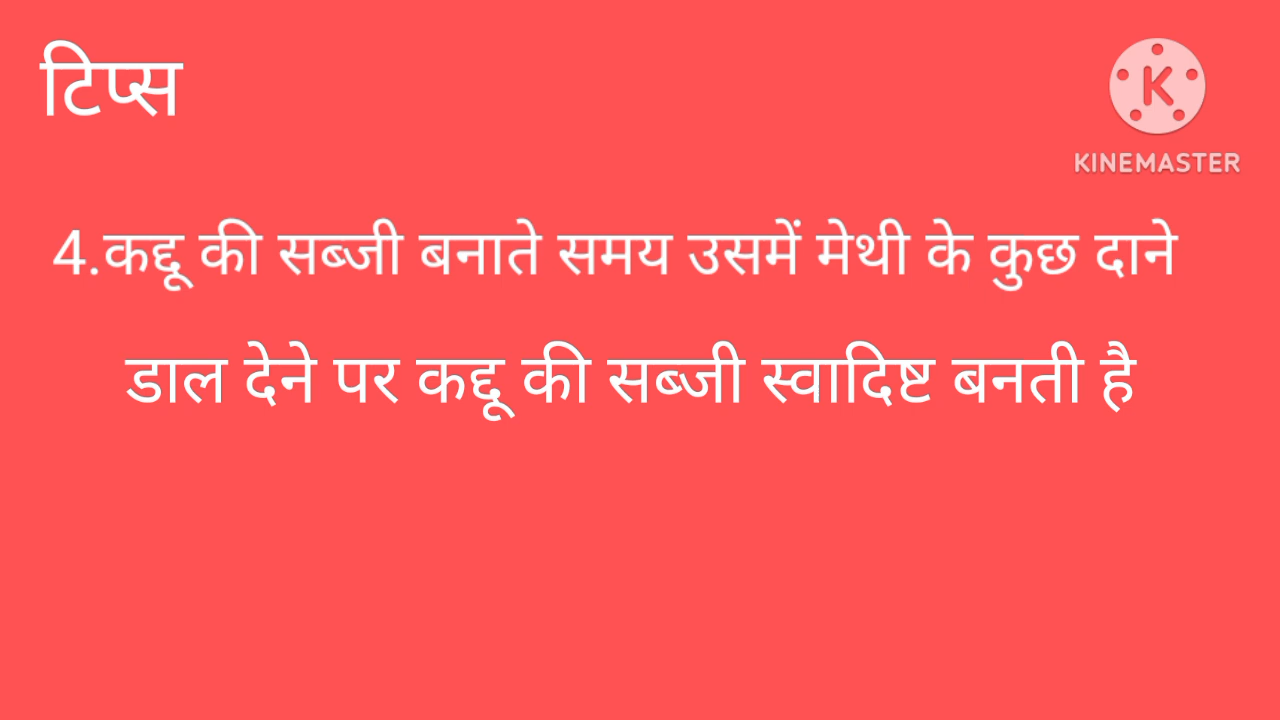 टिप्स
KINEMASTER
4.कद्दू की सब्जी बनाते समय उसमें मेथी के कुछ दाने
डाल देने पर कद्दू की सब्जी स्वादिष्ट बनती है